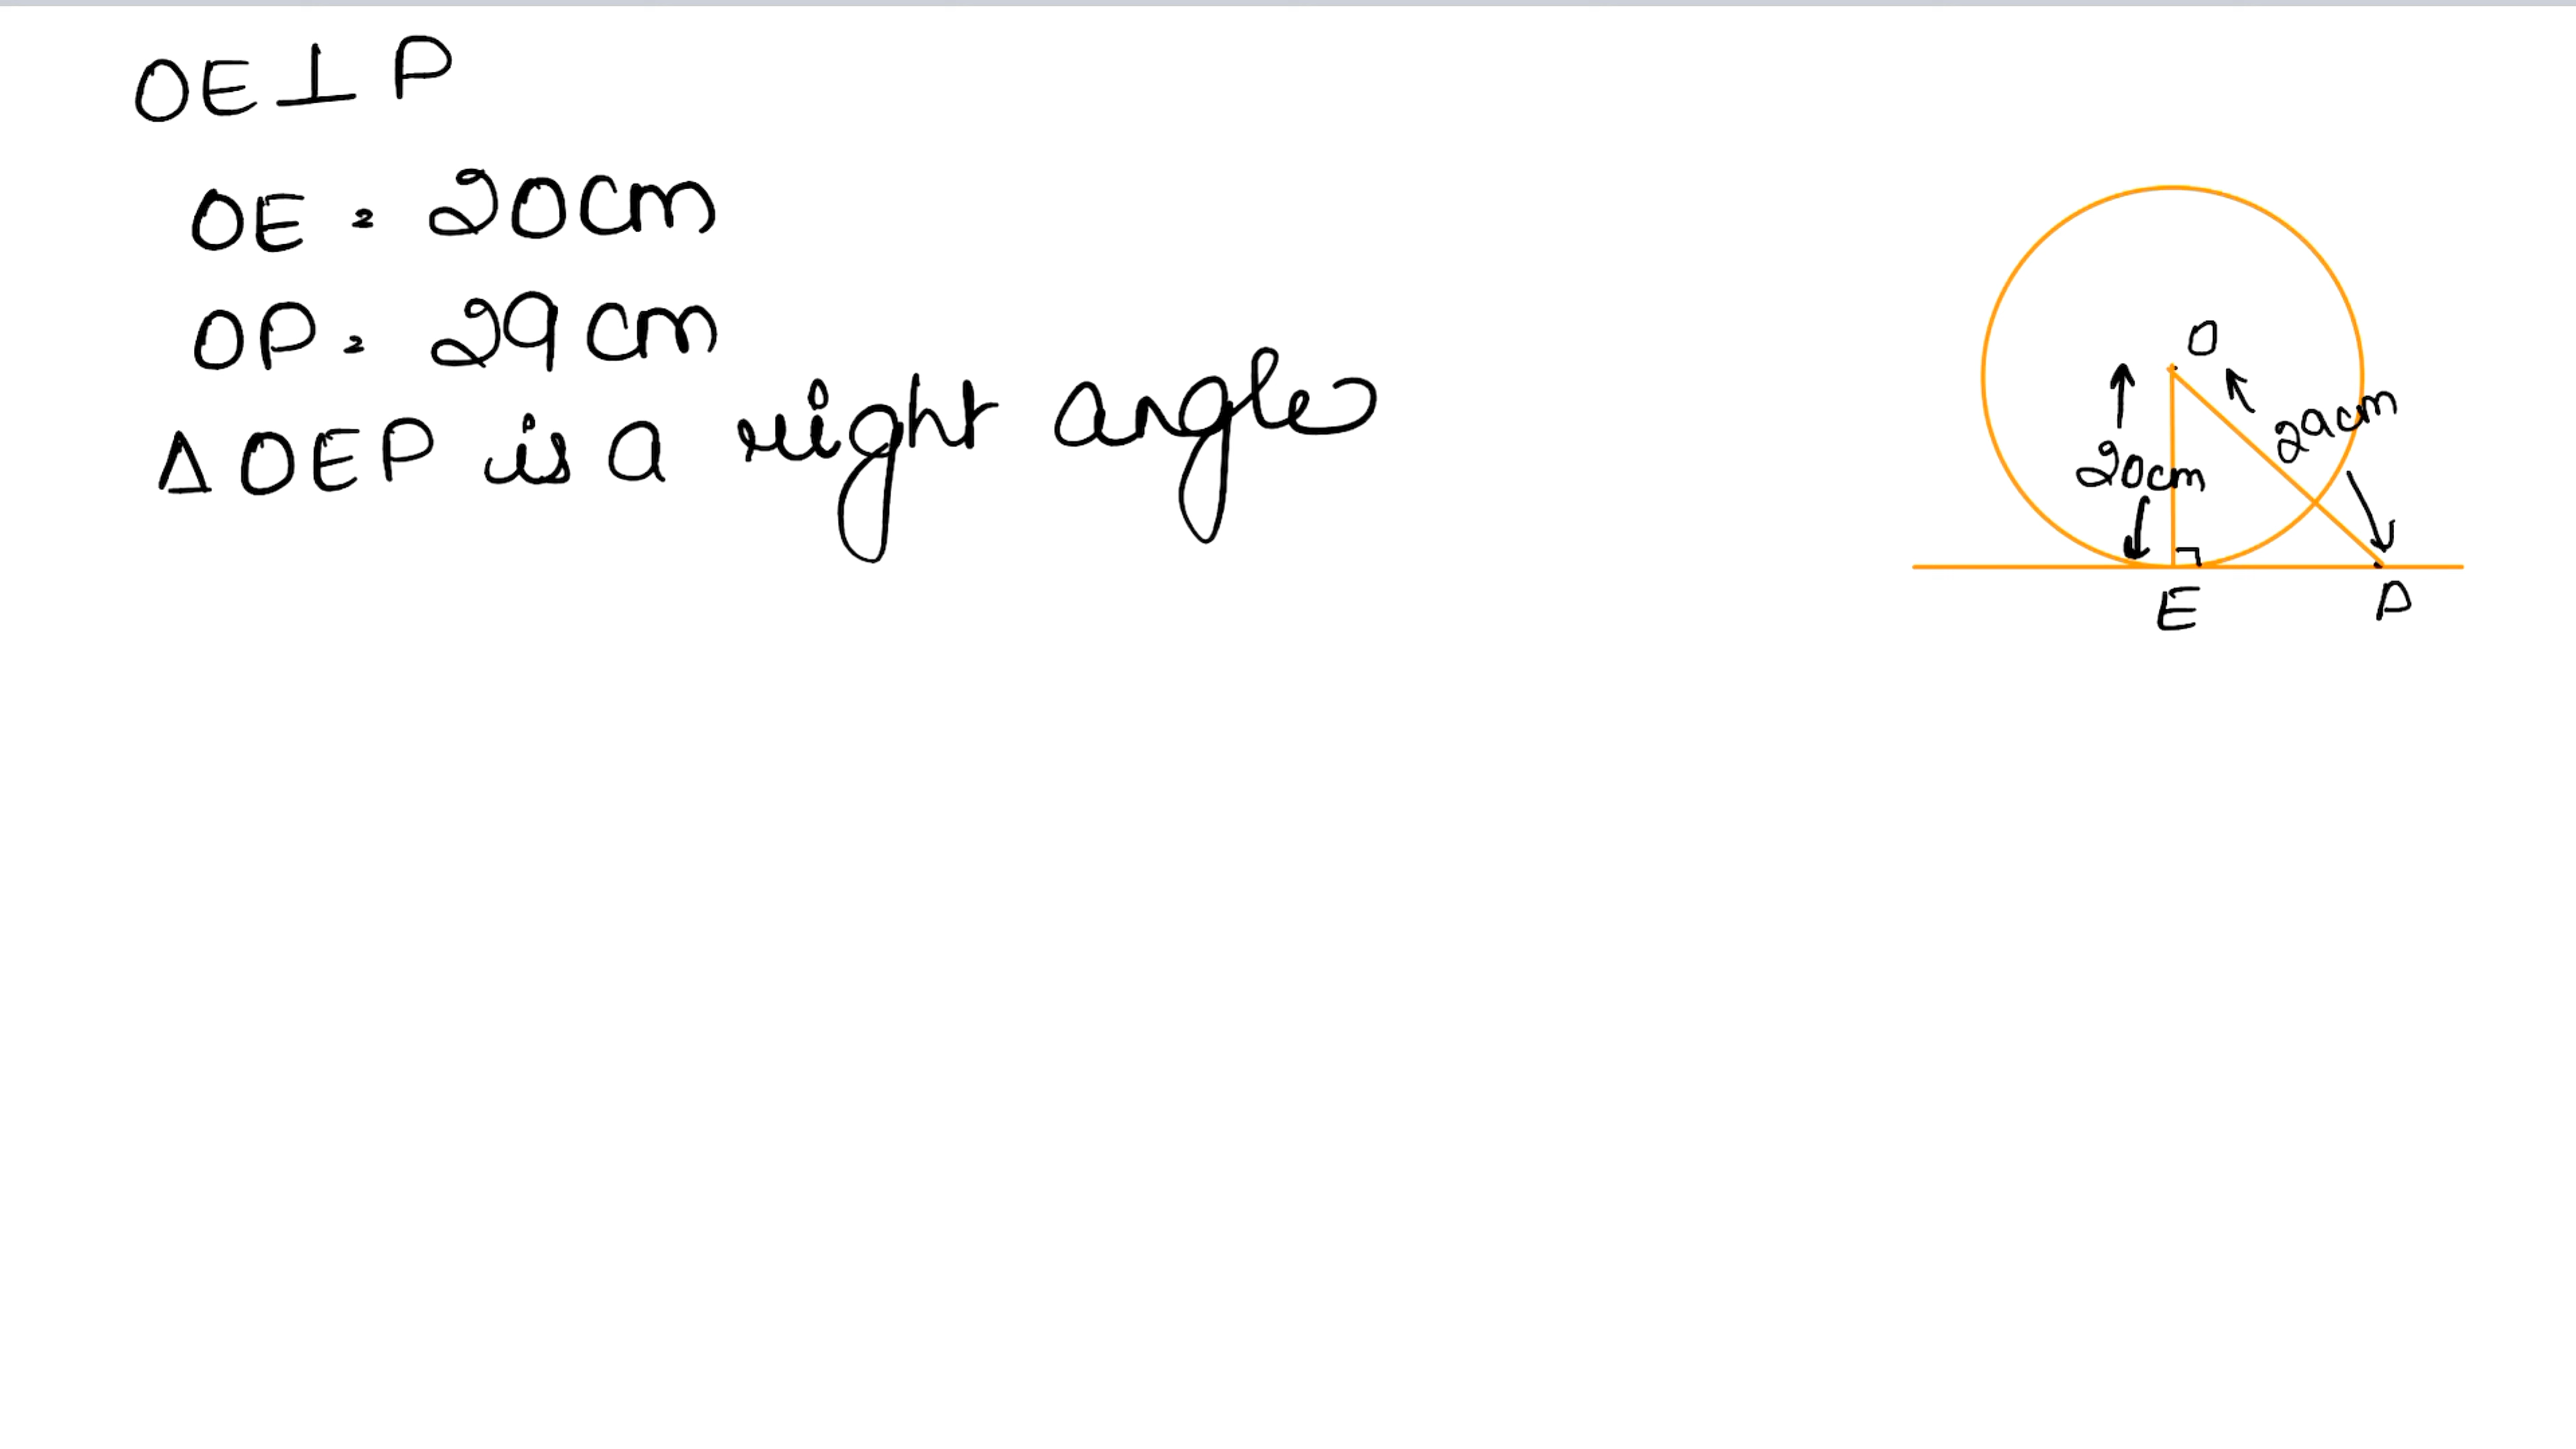 OE⊥P
OE = 20cm
OP = 29cm
△OEP is a right angle
O
29cm
20cm
E
P